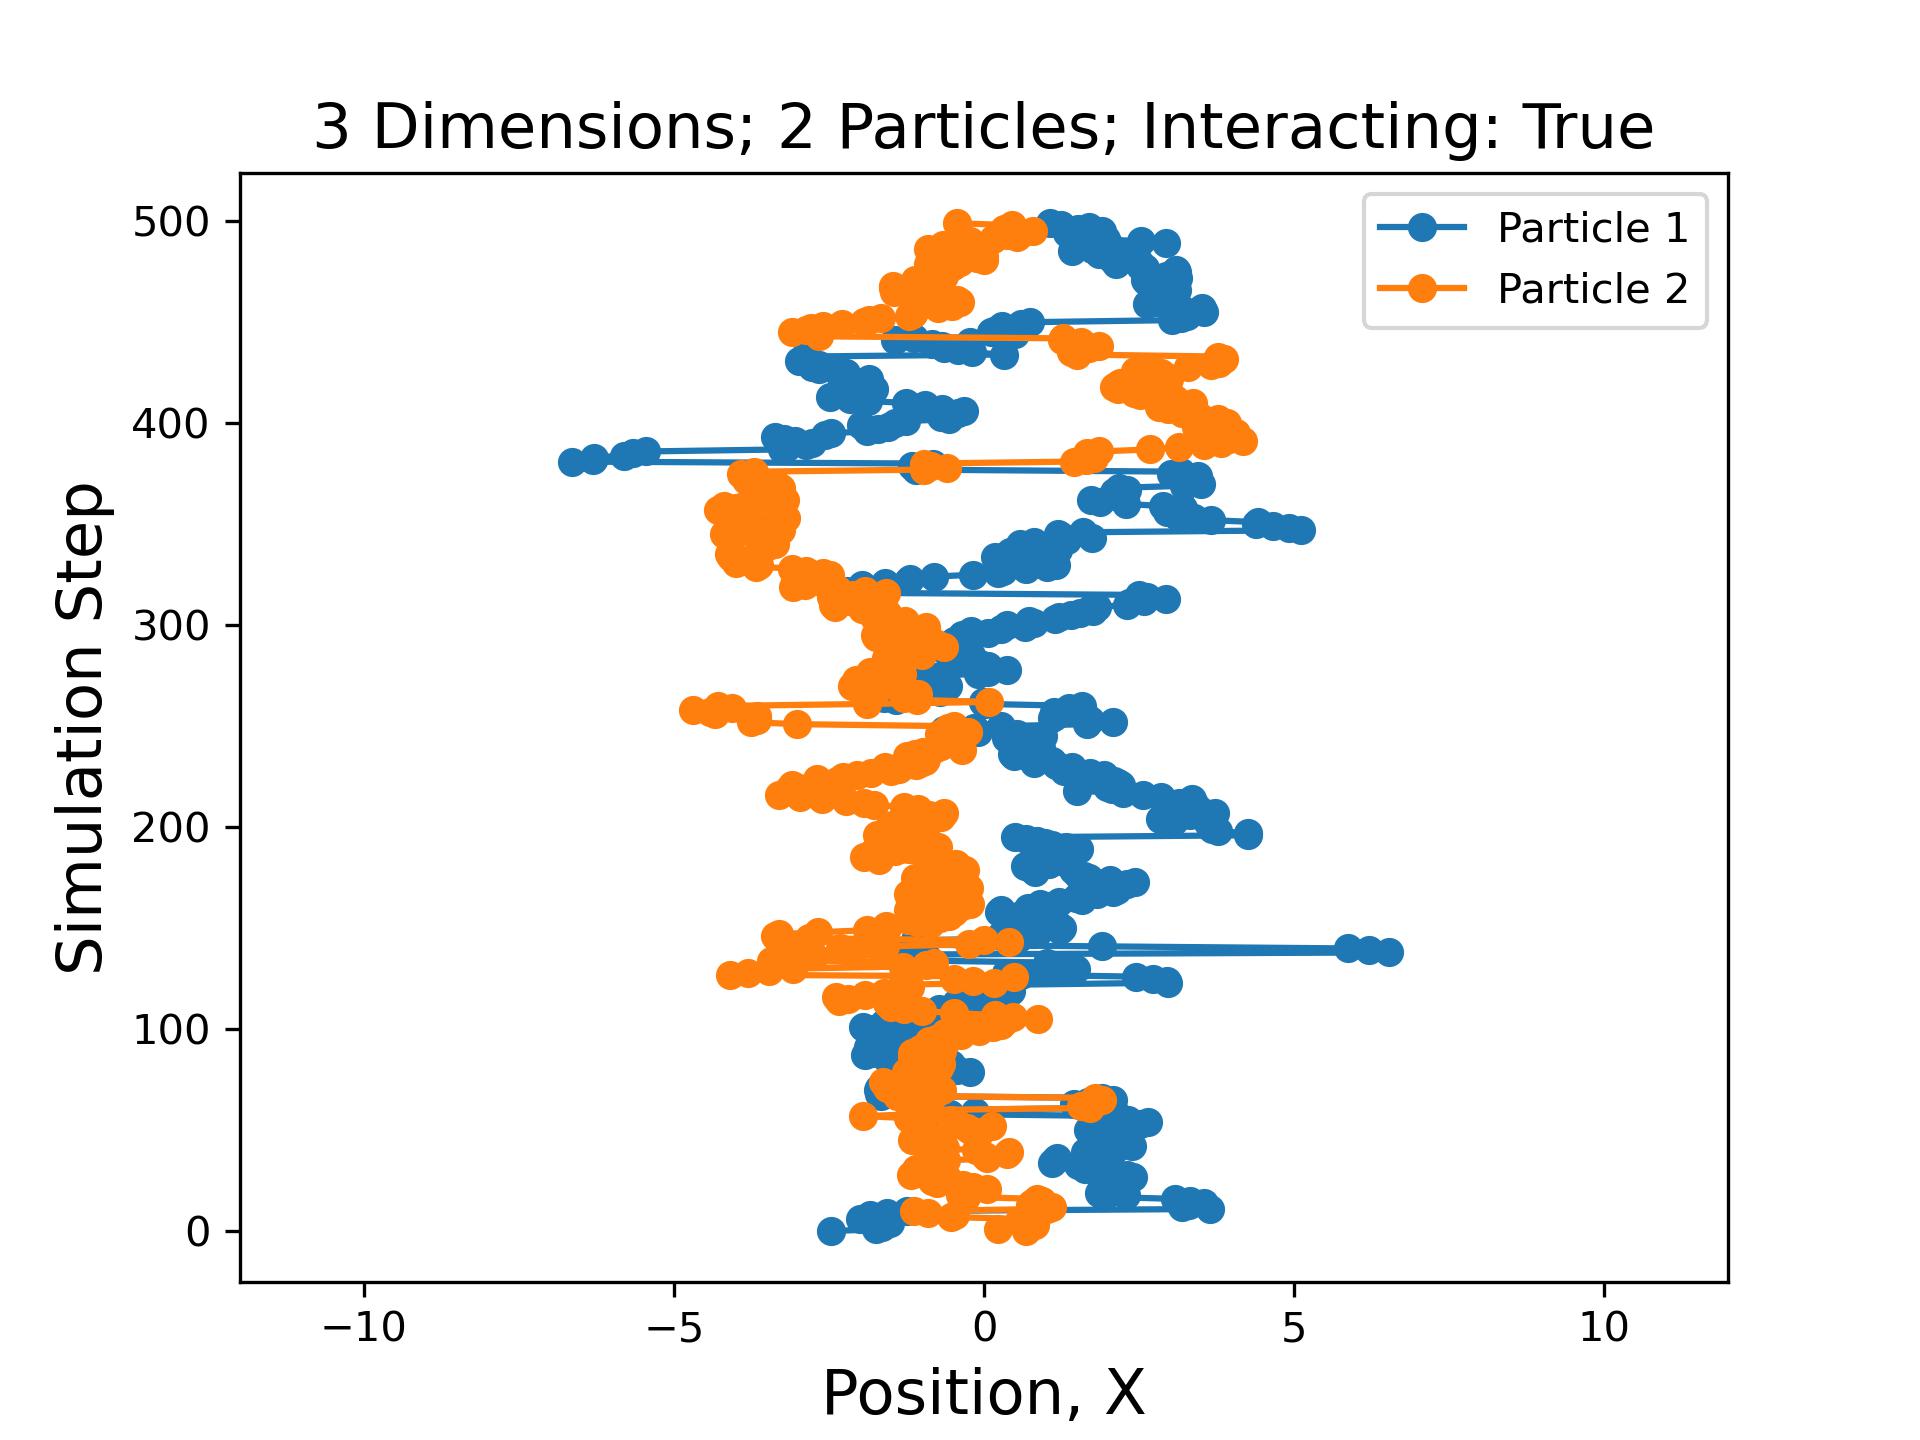 3 Dimensions; 2 Particles; Interacting: True
Particle 1
Particle 2
Simulation Step
500
400
300
200
100
0
−10
−5
0
5
10
Position, X